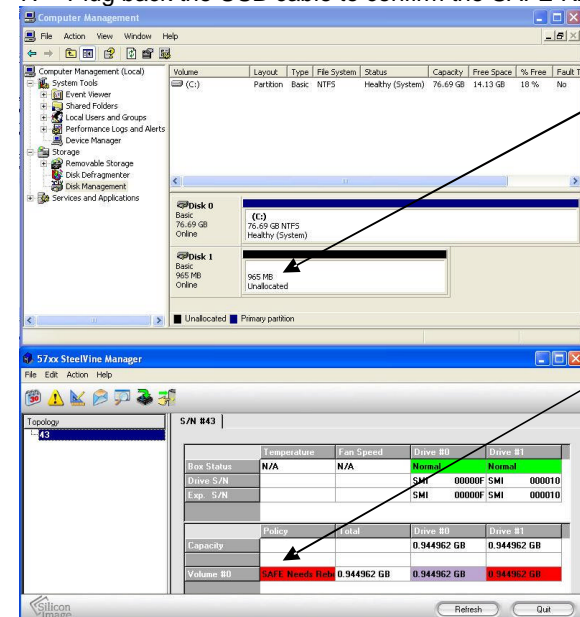 Plug back the USB cable to confirm the SAFE
Computer Management
File Action View Window Help
Computer Management (Local)
System Tools
Event Viewer
Shared Folders
Local Users and Groups
Performance Logs and Alerts
Device Manager
Storage
Removable Storage
Disk Defragmenter
Disk Management
Services and Applications
Volume Layout Type File System Status Capacity Free Space % Free Fault T
(C:) Partition Basic NTFS Healthy (System) 76.69 GB 14.13 GB 18 % No
Disk 0
Basic
76.69 GB
Online
(C:)
76.69 GB NTFS
Healthy (System)
Disk 1
Basic
965 MB
Online
965 MB
Unallocated
Unallocated Primary partition
57xx SteelVine Manager
File Edit Action Help
Topology
43
S/N #43
Temperature Fan Speed Drive #0 Drive #1
Box Status N/A N/A Normal Normal
Drive S/N SMI 00000F SMI 000010
Exp. S/N SMI 00000F SMI 000010
Policy Total Drive #0 Drive #1
Capacity 0.944962 GB 0.944962 GB
Volume #0 SAFE Needs Reb 0.944962 GB 0.944962 GB 0.944962 GB
Silicon Image
Refresh Quit